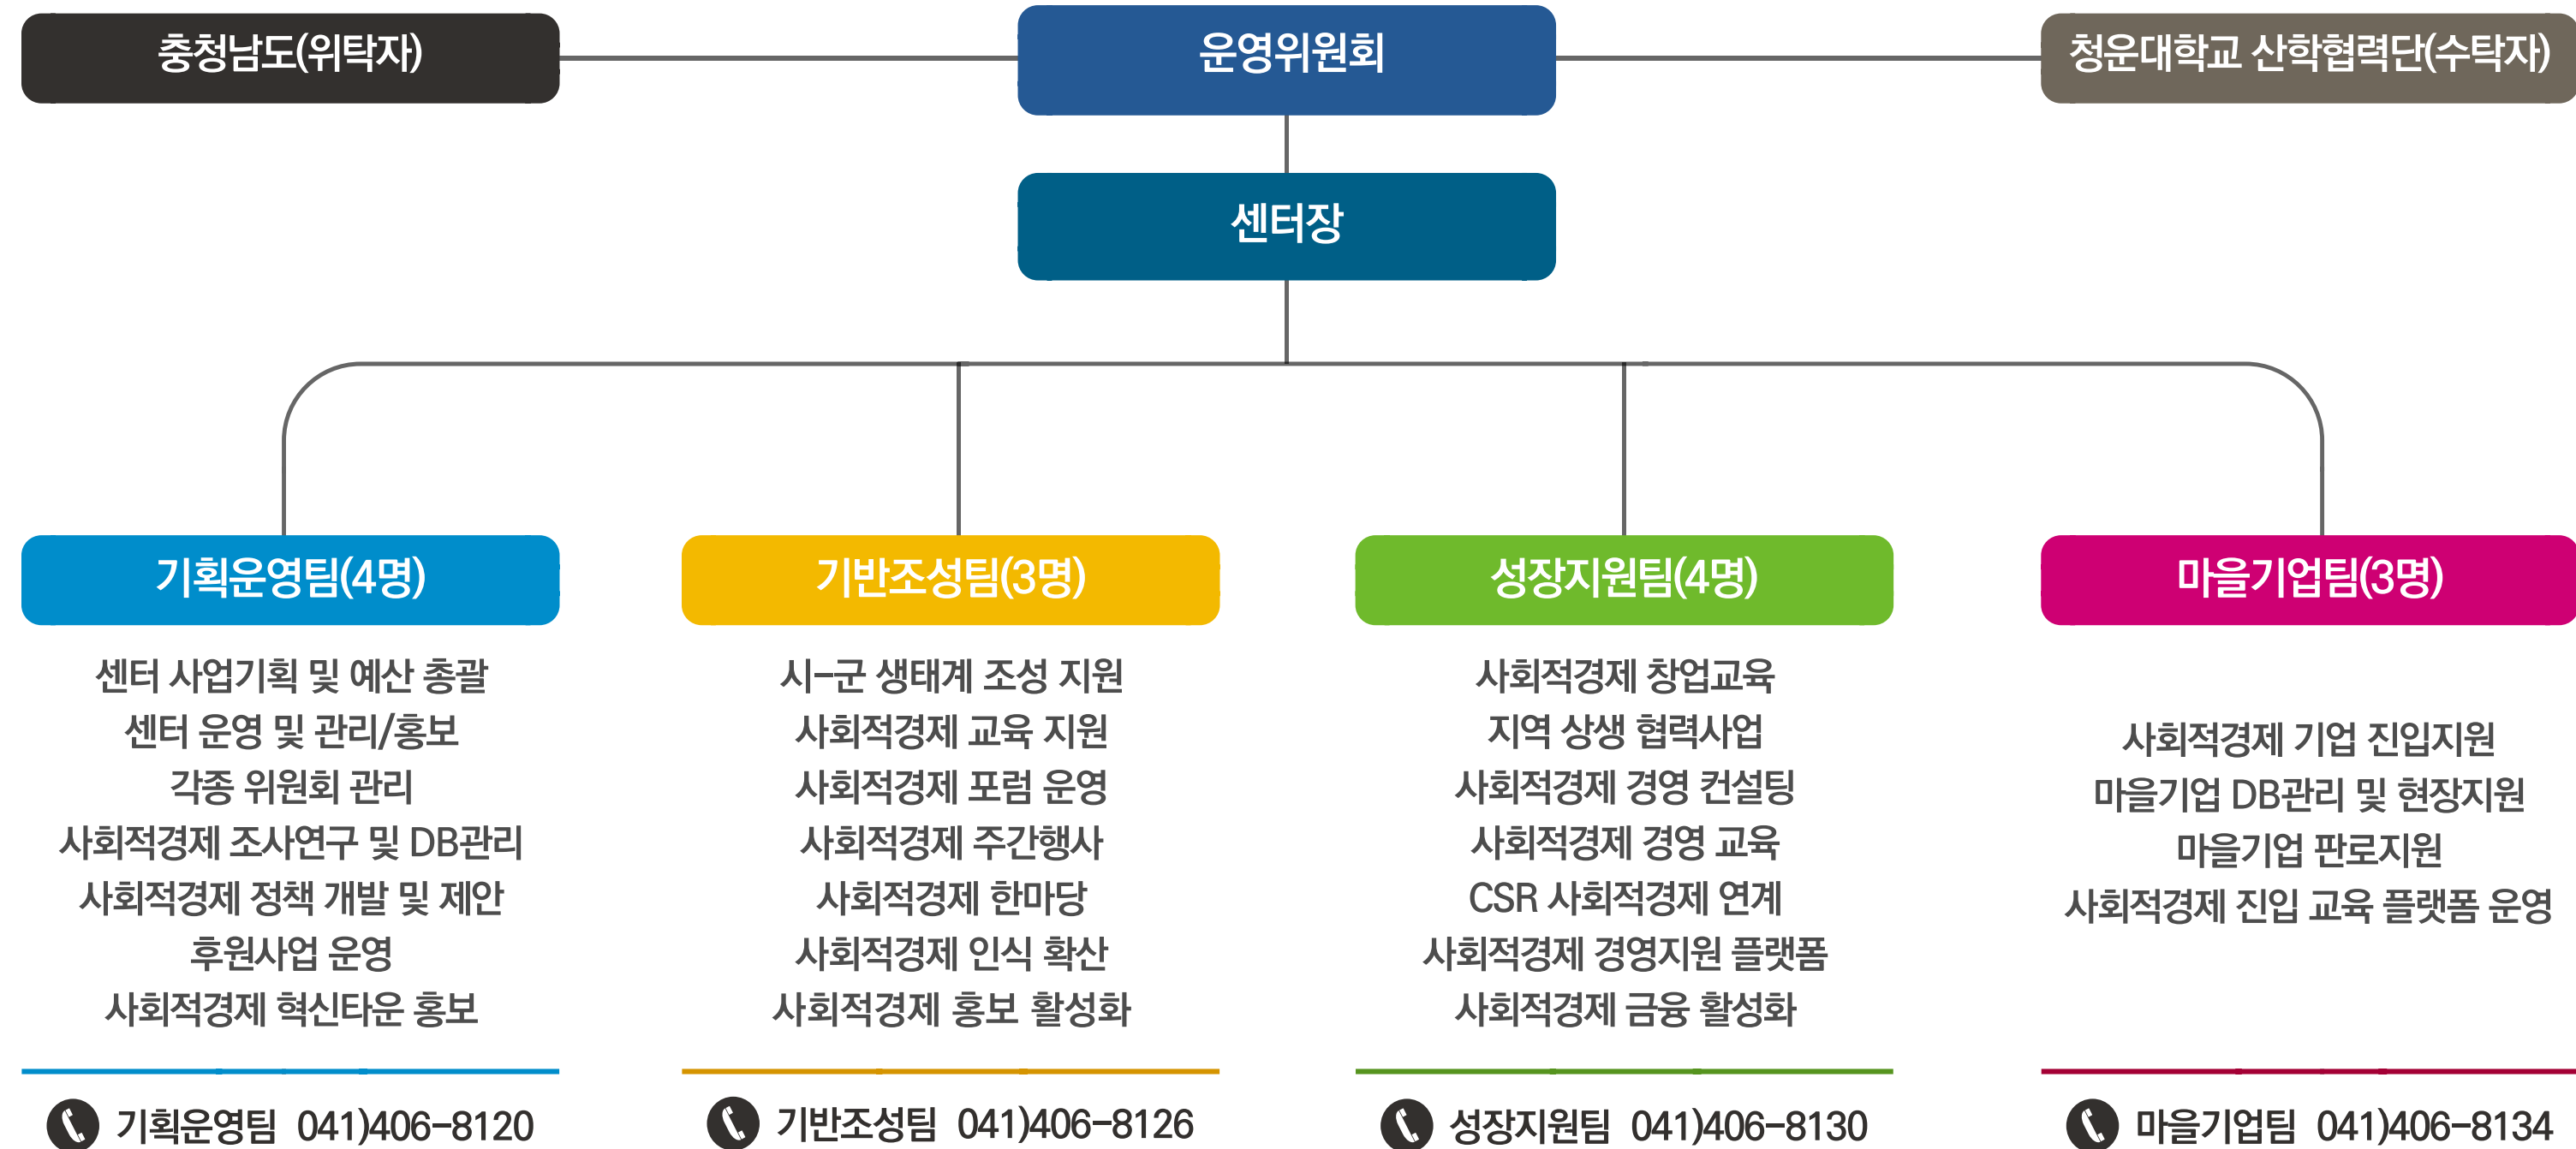 충청남도(위탁자)
운영위원회
청운대학교 산학협력단(수탁자)
센터장
기획운영팀(4명)
센터 사업기획 및 예산 총괄
센터 운영 및 관리/홍보
각종 위원회 관리
사회적경제 조사연구 및 DB관리
사회적경제 정책 개발 및 제안
후원사업 운영
사회적경제 혁신타운 홍보
기획운영팀 041)406-8120
기반조성팀(3명)
시-군 생태계 조성 지원
사회적경제 교육 지원
사회적경제 포럼 운영
사회적경제 주간행사
사회적경제 한마당
사회적경제 인식 확산
사회적경제 홍보 활성화
기반조성팀 041)406-8126
성장지원팀(4명)
사회적경제 창업교육
지역 상생 협력사업
사회적경제 경영 컨설팅
사회적경제 경영 교육
CSR 사회적경제 연계
사회적경제 경영지원 플랫폼
사회적경제 금융 활성화
성장지원팀 041)406-8130
마을기업팀(3명)
사회적경제 기업 진입지원
마을기업 DB관리 및 현장지원
마을기업 판로지원
사회적경제 진입 교육 플랫폼 운영
마을기업팀 041)406-8134